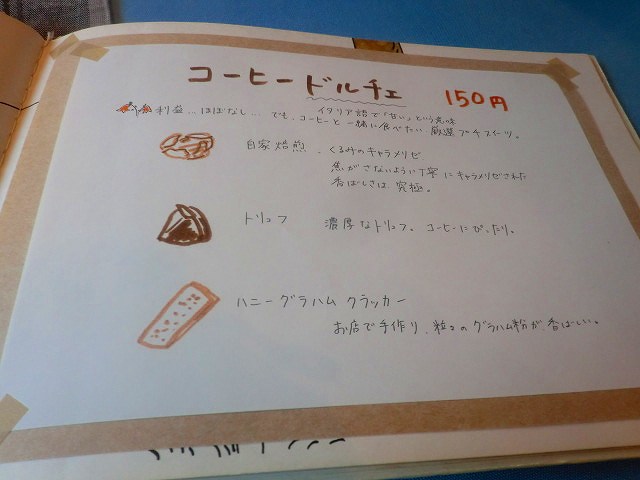 コーヒー ドルチェ 150円
イタリア語で「甘い」という意味
利益…ほぼなし… でも、コーヒーと一緒に食べたい 厳選プチスイーツ。
自家焙煎、くるみのキャラメリゼ
焦がさないように丁寧にキャラメリゼされた
香ばしさは、究極。
トリュフ 濃厚なトリュフ。コーヒーにぴったり。
ハニーグラハム クラッカー
お店で手作り、粒々のグラハム粉が香ばしい。